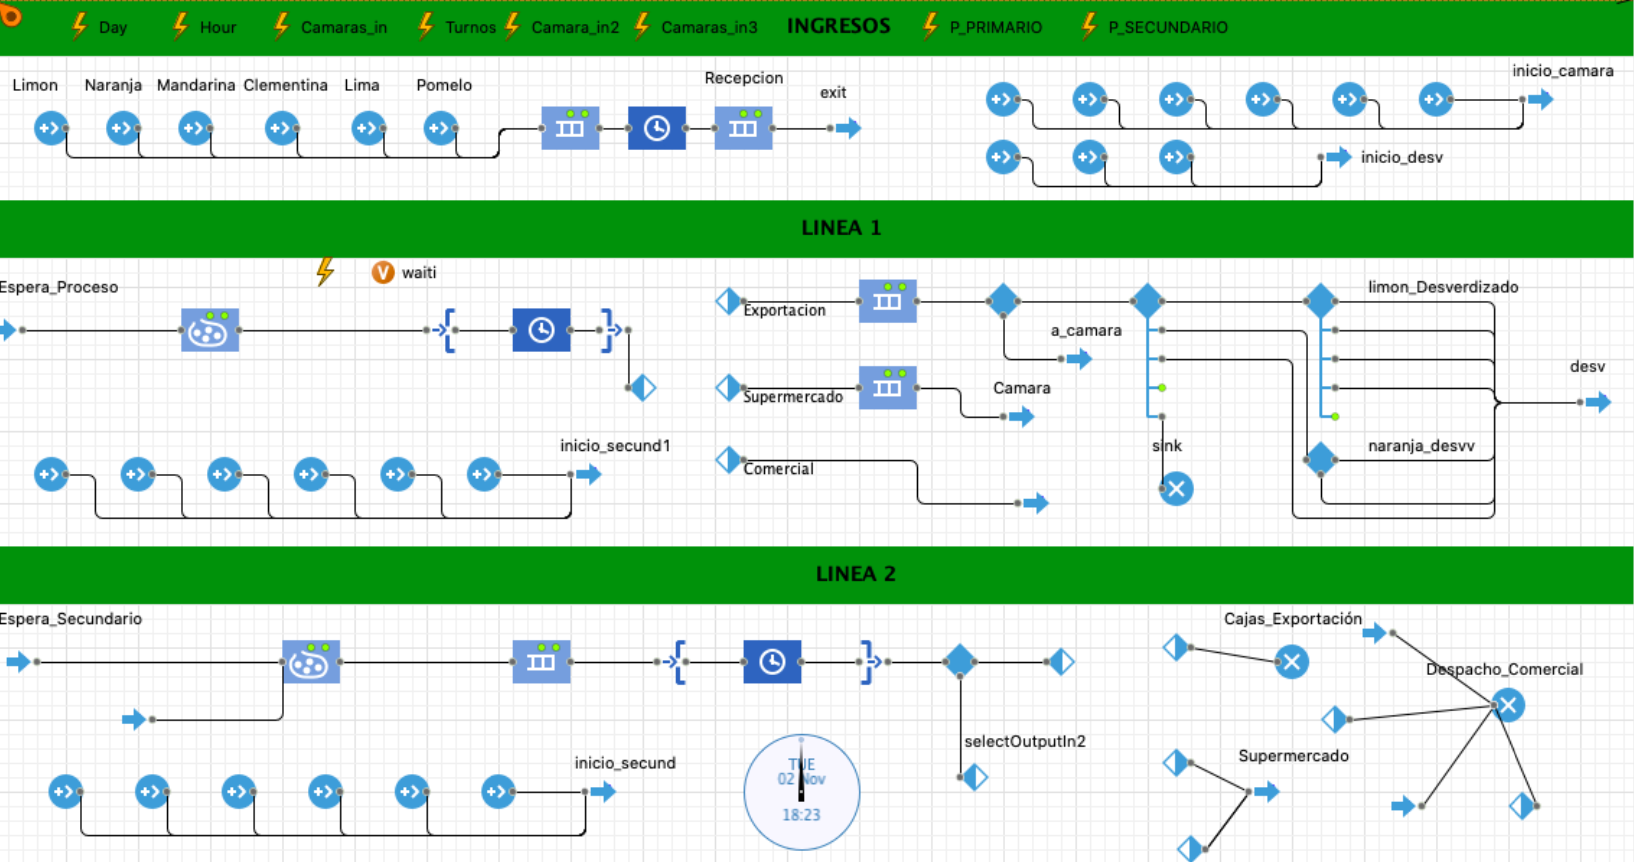 Day Hour Camaras_in Turnos Camara_in2 Camaras_in3 INGRESOS P_PRIMARIO P_SECUNDARIO
Limon Naranja Mandarina Clementina Lima Pomelo Recepcion exit inicio_camara
inicio_desv
LINEA 1
Espera_Proceso V waiti Exportacion a_camara limon_Desverdizado
desv
Supermercado Camara
inicio_secund1 Comercial sink naranja_desvv
LINEA 2
Espera_Secundario Cajas_Exportación
Despacho_Comercial
selectOutputIn2
inicio_secund Supermercado
TUE
02 Nov
18:23